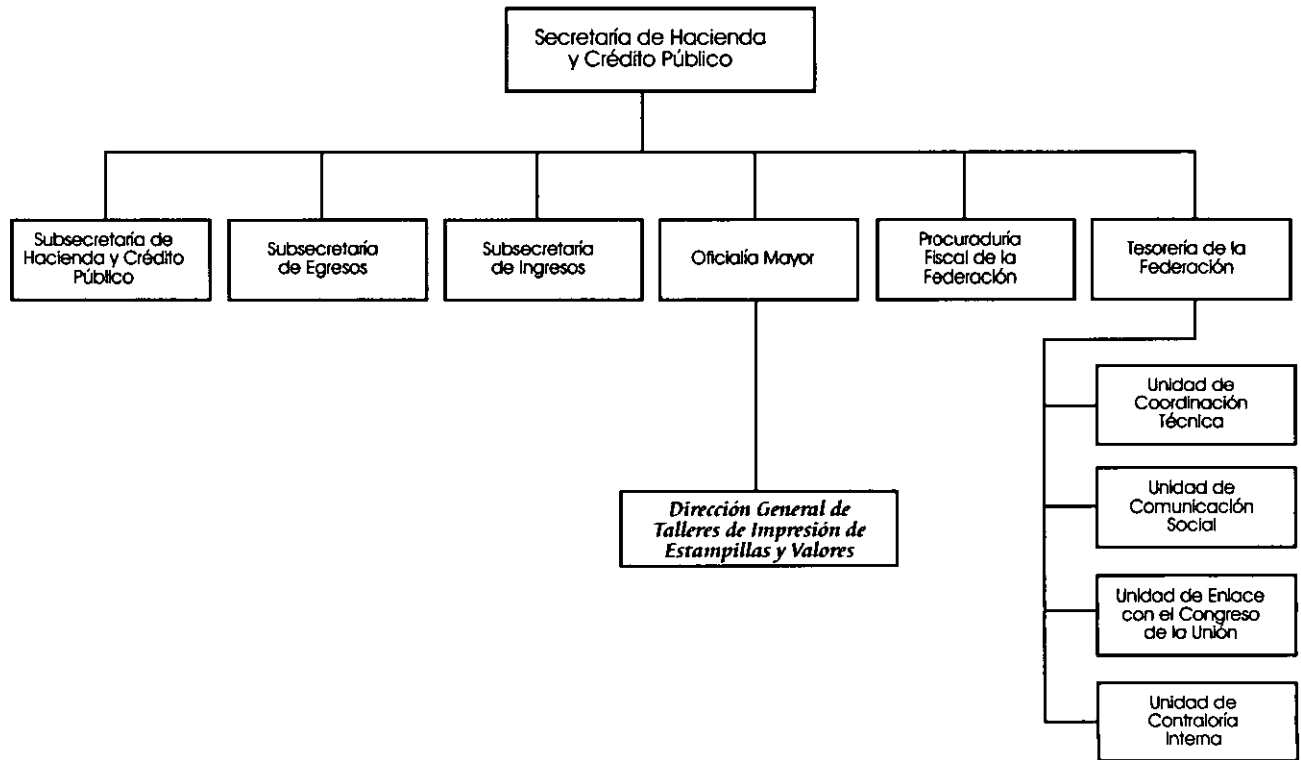 Secretaría de Hacienda
y Crédito Público
Subsecretaría de
Hacienda y Crédito
Público
Subsecretaría
de Egresos
Subsecretaría
de Ingresos
Oficialía Mayor
Procuraduría
Fiscal de la
Federación
Tesorería de la
Federación
Unidad de
Coordinación
Técnica
Unidad de
Comunicación
Social
Dirección General de
Talleres de Impresión de
Estampillas y Valores
Unidad de Enlace
con el Congreso
de la Unión
Unidad de
Contraloría
Interna